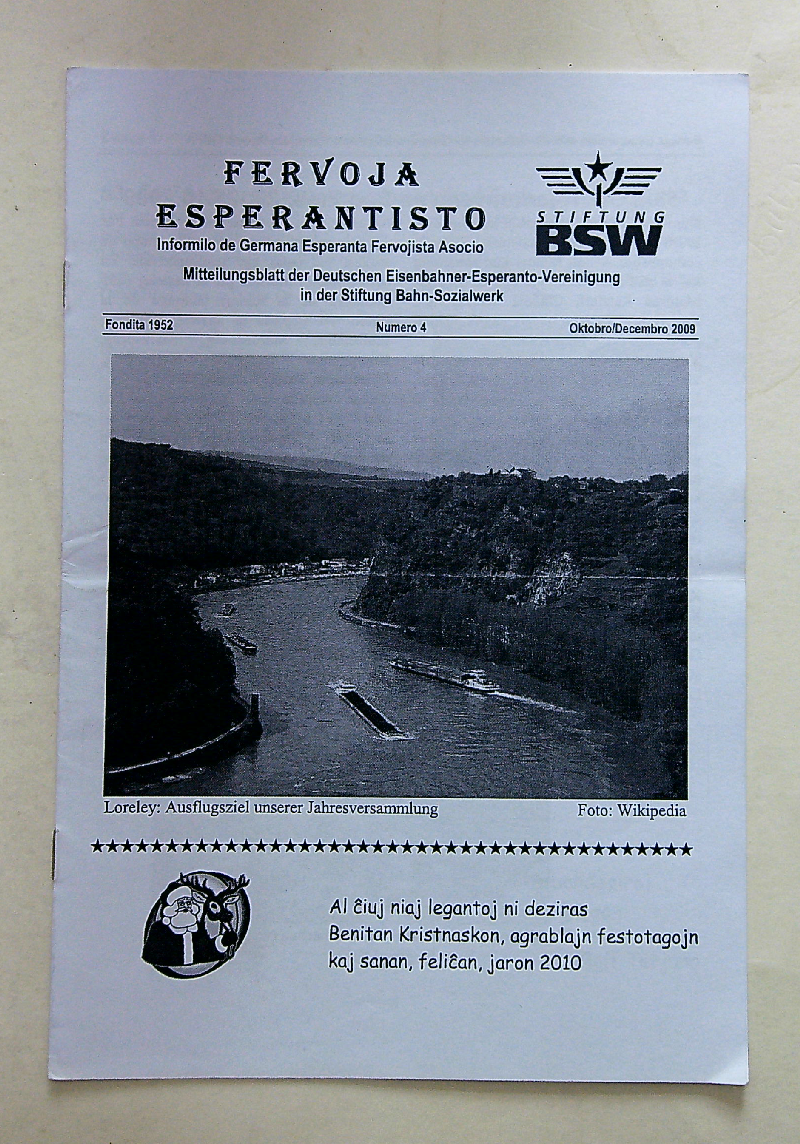 FERVOJA
ESPERANTISTO
STIFTUNG
BSW
Informilo de Germana Esperanta Fervojista Asocio
Mitteilungsblatt der Deutschen Eisenbahner-Esperanto-Vereinigung
in der Stiftung Bahn-Sozialwerk
Fondita 1952 Numero 4 Oktobro/Decembro 2009
Loreley: Ausflugsziel unserer Jahresversammlung Foto: Wikipedia
Al ĉiuj niaj legantoj ni deziras
Benitan Kristnaskon, agrablajn festotagojn
kaj sanan, feliĉan, jaron 2010